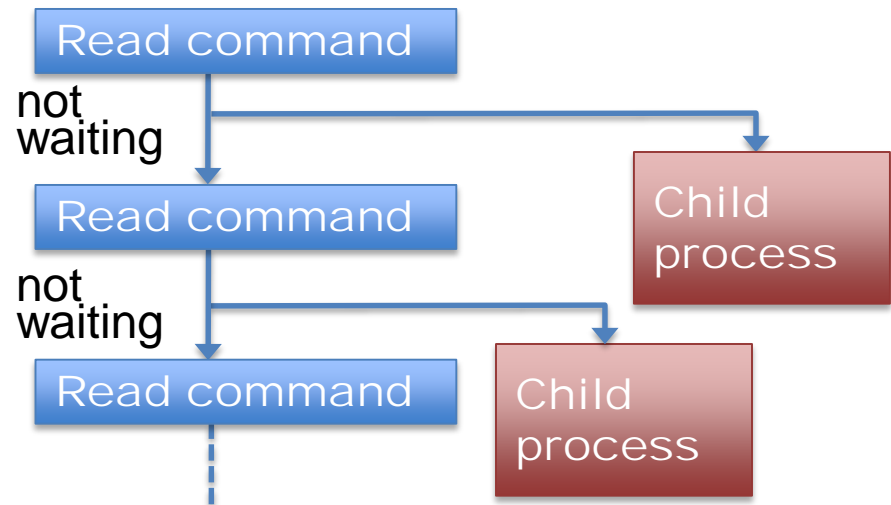 Read command
not
waiting
Child
process
Read command
not
waiting
Child
process
Read command